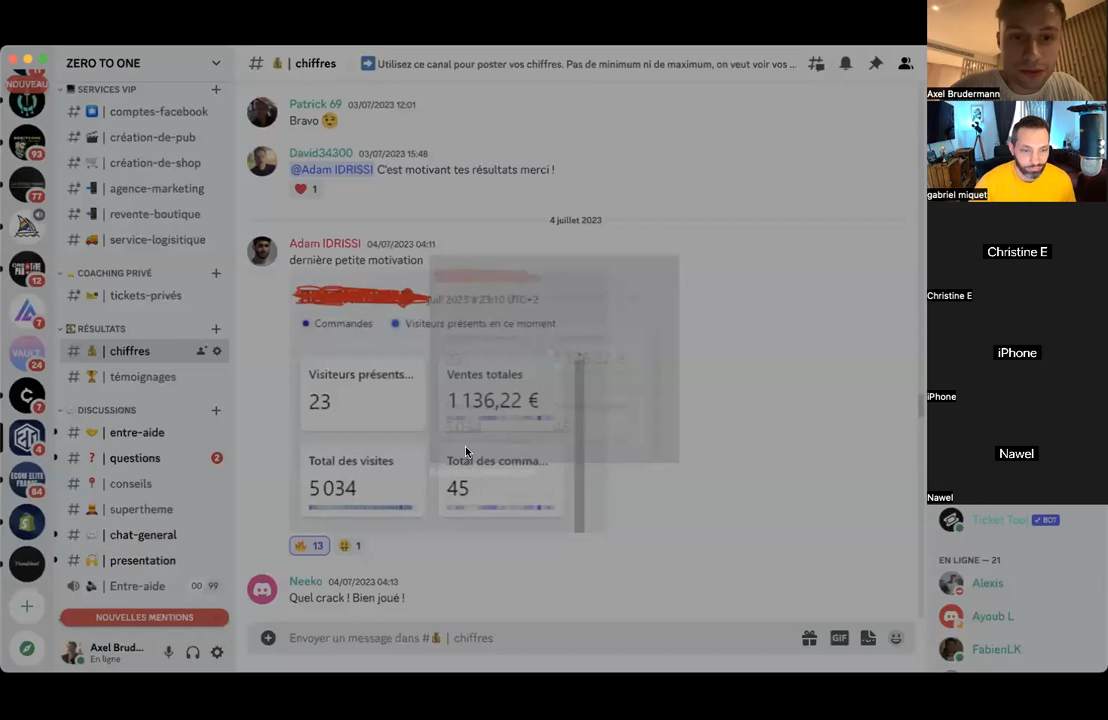 ZERO TO ONE
NOUVEAU
93
77
12
7
VAULT
24
7
4
84
SERVICES VIP
comptes-facebook
création-de-pub
création-de-shop
agence-marketing
revente-boutique
service-logisitique
COACHING PRIVÉ
tickets-privés
RÉSULTATS
chiffres
témoignages
DISCUSSIONS
entre-aide
questions 2
conseils
supertheme
chat-general
presentation
Entre-aide 00 99
NOUVELLES MENTIONS
Axel Brud...
En ligne
# | chiffres
Utilisez ce canal pour poster vos chiffres. Pas de minimum ni de maximum, on veut voir vos ...
Patrick 69 03/07/2023 12:01
Bravo 😉
David34300 03/07/2023 15:48
@Adam IDRISSI C'est motivant tes résultats merci !
❤️ 1
4 juillet 2023
Adam IDRISSI 04/07/2023 04:11
dernière petite motivation
2023 à 23:10 UTC+2
Commandes Visiteurs présents en ce moment
Visiteurs présents... Ventes totales
23 1 136,22 €
Total des visites Total des comma...
5 034 45
🔥 13 😃 1
Neeko 04/07/2023 04:13
Quel crack ! Bien joué !
Envoyer un message dans # | chiffres
GIF
Axel Brudermann
gabriel miquet
Christine E
Christine E
iPhone
iPhone
Nawel
Nawel
Ticket Tool ✓ BOT
EN LIGNE — 21
Alexis
Ayoub L
FabienLK